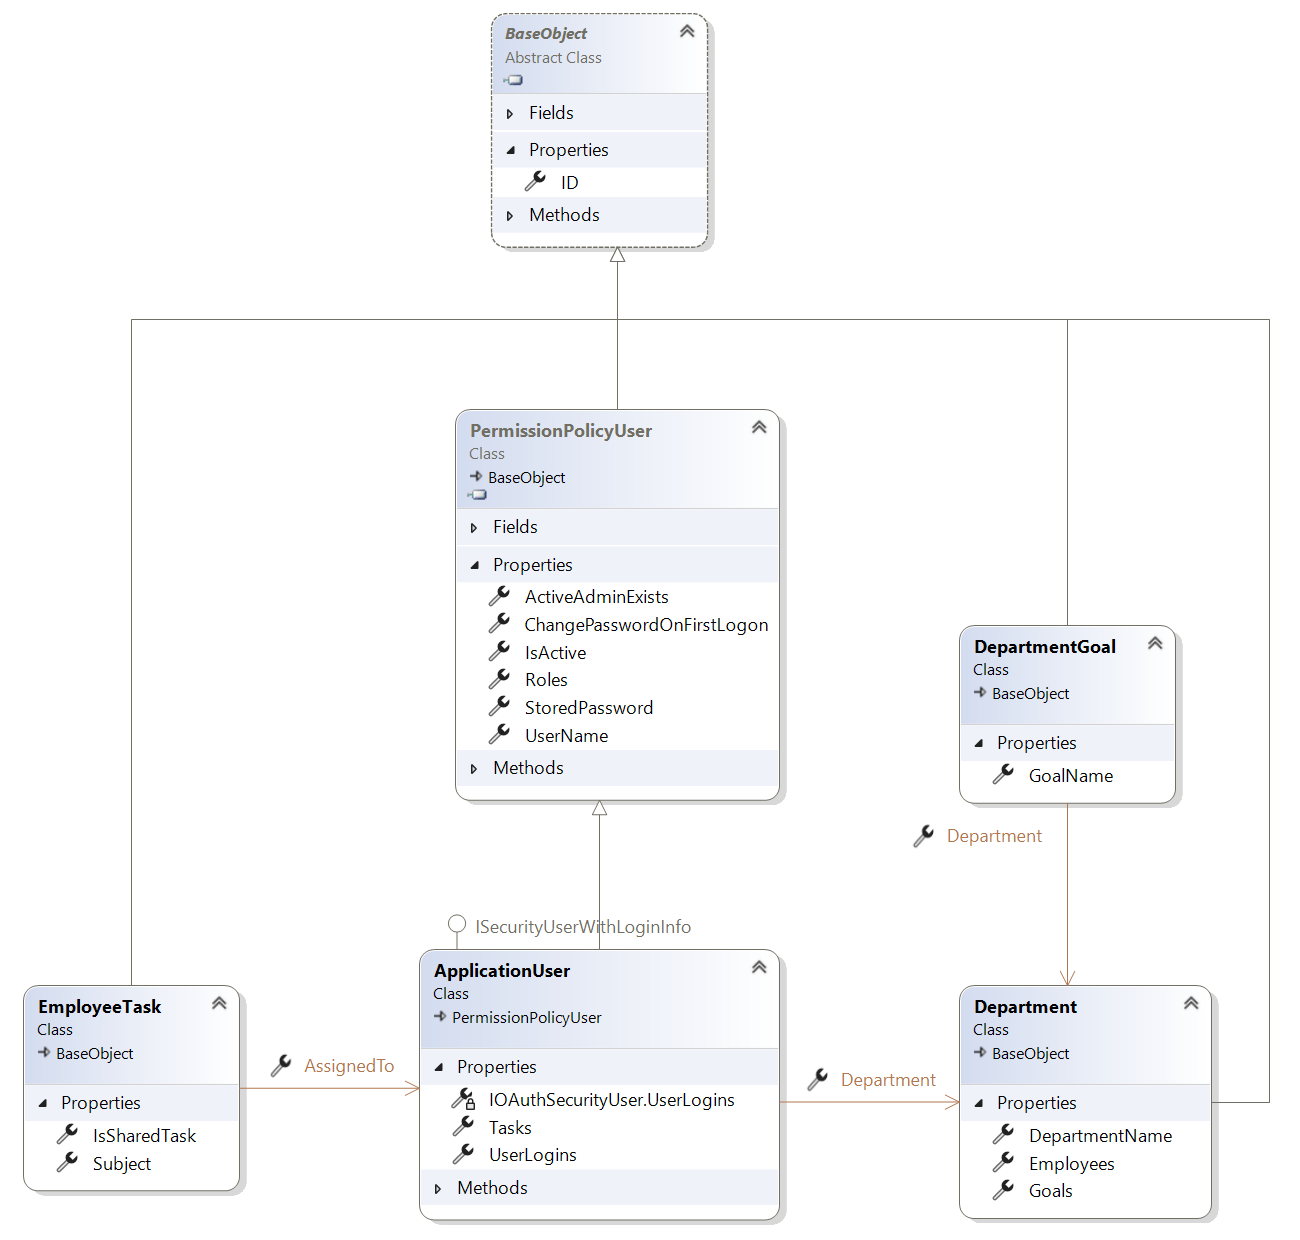 BaseObject
Abstract Class
Fields
Properties
ID
Methods
PermissionPolicyUser
Class
BaseObject
Fields
Properties
ActiveAdminExists
ChangePasswordOnFirstLogon
IsActive
Roles
StoredPassword
UserName
Methods
DepartmentGoal
Class
BaseObject
Properties
GoalName
Department
ISecurityUserWithLoginInfo
EmployeeTask
Class
BaseObject
Properties
IsSharedTask
Subject
AssignedTo
ApplicationUser
Class
PermissionPolicyUser
Properties
IOAuthSecurityUser.UserLogins
Tasks
UserLogins
Methods
Department
Department
Class
BaseObject
Properties
DepartmentName
Employees
Goals